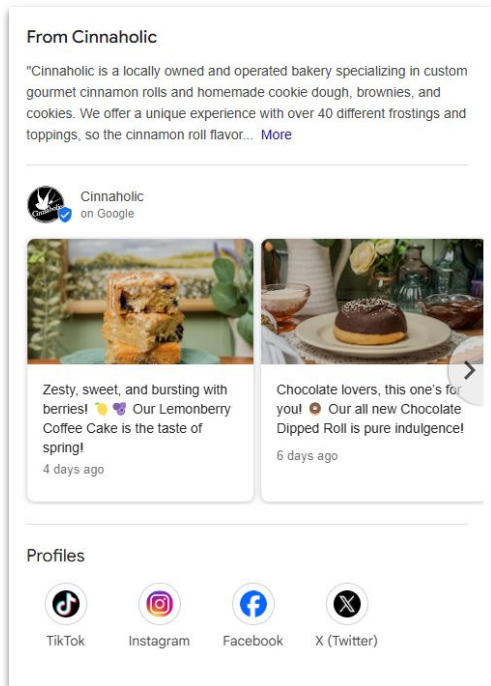 From Cinnaholic
"Cinnaholic is a locally owned and operated bakery specializing in custom
gourmet cinnamon rolls and homemade cookie dough, brownies, and
cookies. We offer a unique experience with over 40 different frostings and
toppings, so the cinnamon roll flavor... More
Cinnaholic
Cinnaholic
on Google
Zesty, sweet, and bursting with
berries! 🍋 🍇 Our Lemonberry
Coffee Cake is the taste of
spring!
4 days ago
Chocolate lovers, this one's for
you! 🍩 Our all new Chocolate
Dipped Roll is pure indulgence!
6 days ago
Profiles
TikTok
Instagram
Facebook
X (Twitter)